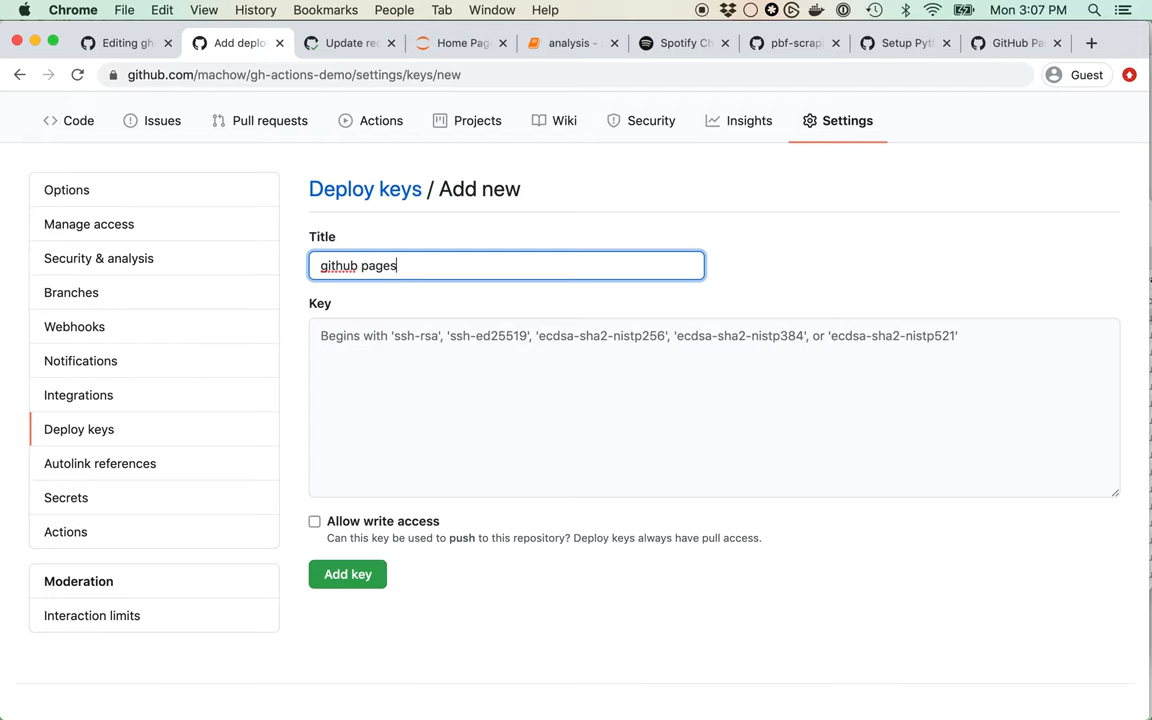 Chrome File Edit View History Bookmarks People Tab Window Help Mon 3:07 PM
Editing gh Add deplo Update re Home Pag analysis - Spotify Ch pbf-scrap Setup Pyt GitHub Pa
github.com/machow/gh-actions-demo/settings/keys/new Guest
Code Issues Pull requests Actions Projects Wiki Security Insights Settings
Options
Manage access
Security & analysis
Branches
Webhooks
Notifications
Integrations
Deploy keys
Autolink references
Secrets
Actions
Moderation
Interaction limits
Deploy keys / Add new
Title
github pages
Key
Begins with 'ssh-rsa', 'ssh-ed25519', 'ecdsa-sha2-nistp256', 'ecdsa-sha2-nistp384', or 'ecdsa-sha2-nistp521'
Allow write access
Can this key be used to push to this repository? Deploy keys always have pull access.
Add key